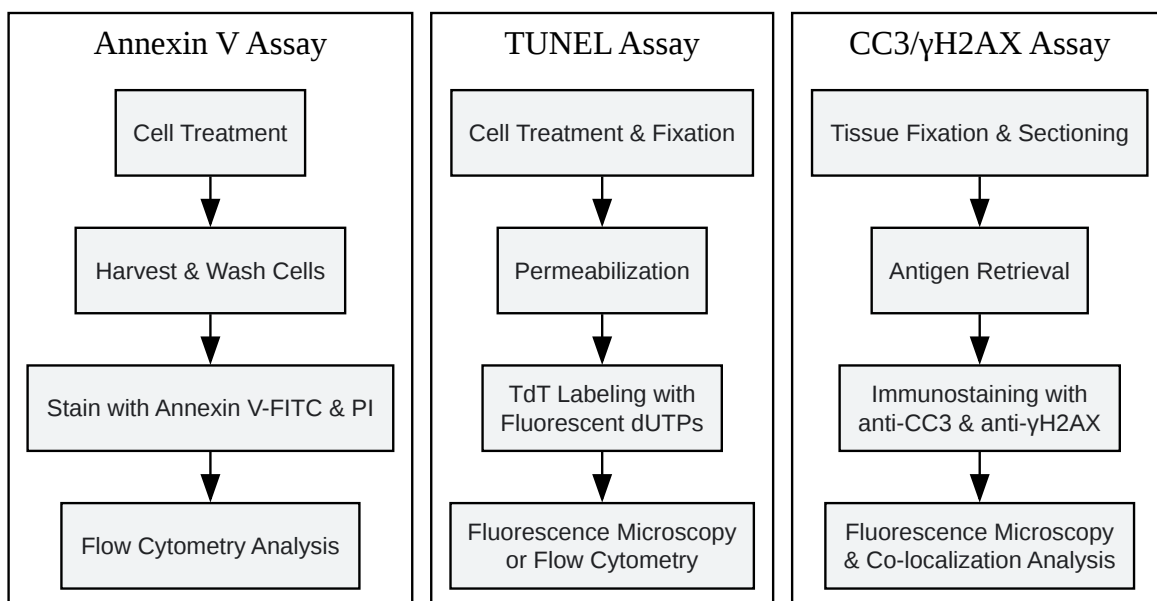 Annexin V Assay
Cell Treatment
Harvest & Wash Cells
Stain with Annexin V-FITC & PI
Flow Cytometry Analysis
TUNEL Assay
Cell Treatment & Fixation
Permeabilization
TdT Labeling with
Fluorescent dUTPs
Fluorescence Microscopy
or Flow Cytometry
CC3/γH2AX Assay
Tissue Fixation & Sectioning
Antigen Retrieval
Immunostaining with
anti-CC3 & anti-γH2AX
Fluorescence Microscopy
& Co-localization Analysis